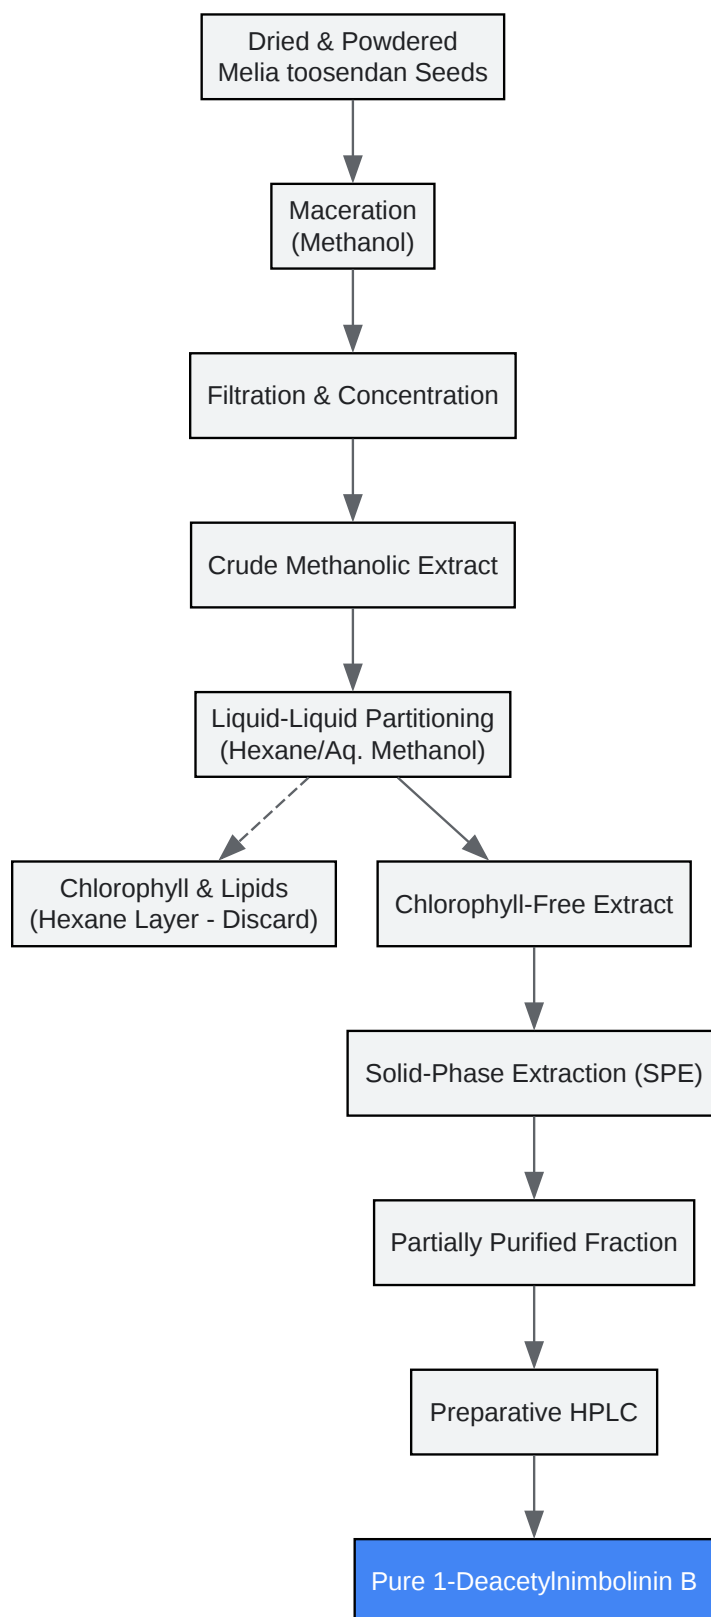 Dried & Powdered
Melia toosendan Seeds
Maceration
(Methanol)
Filtration & Concentration
Crude Methanolic Extract
Liquid-Liquid Partitioning
(Hexane/Aq. Methanol)
Chlorophyll & Lipids
(Hexane Layer - Discard)
Chlorophyll-Free Extract
Solid-Phase Extraction (SPE)
Partially Purified Fraction
Preparative HPLC
Pure 1-Deacetylnimbolinin B